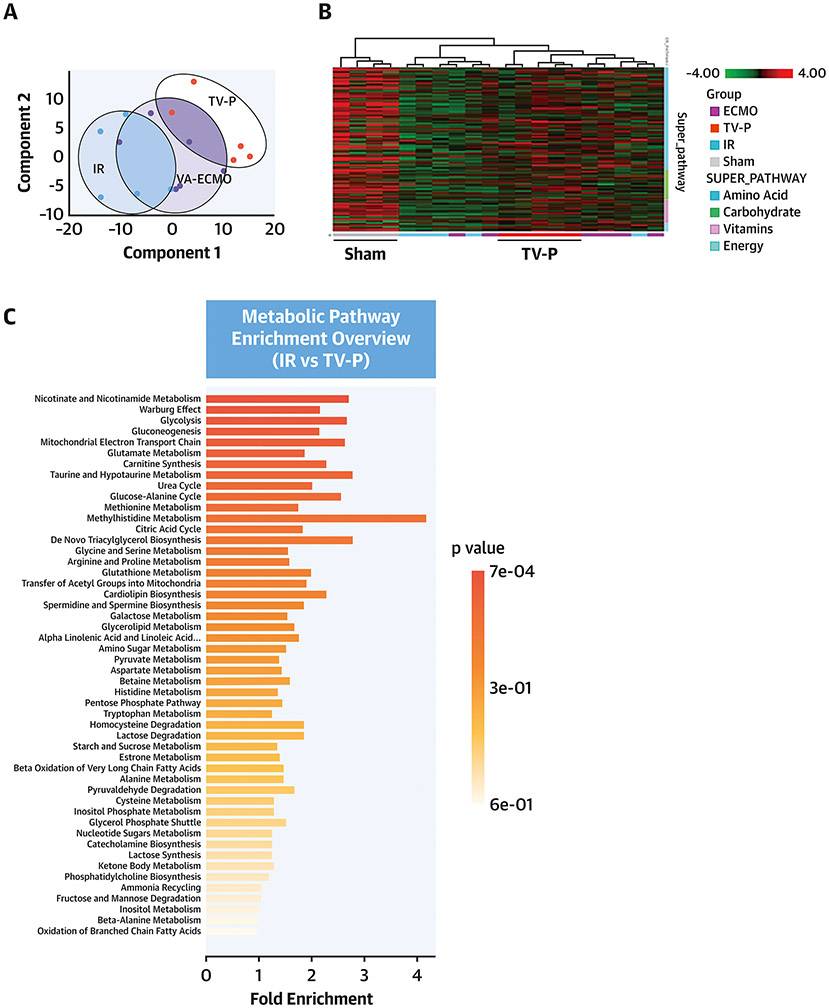 A
Component 2
10
5
0
−5
−10
−20
−10
0
10
20
Component 1
TV-P
IR
VA-ECMO
B
Super_pathway
Sham
TV-P
−4.00
4.00
Group
ECMO
TV-P
IR
Sham
SUPER_PATHWAY
Amino Acid
Carbohydrate
Vitamins
Energy
C
Metabolic Pathway
Enrichment Overview
(IR vs TV-P)
Nicotinate and Nicotinamide Metabolism
Warburg Effect
Glycolysis
Gluconeogenesis
Mitochondrial Electron Transport Chain
Glutamate Metabolism
Carnitine Synthesis
Taurine and Hypotaurine Metabolism
Urea Cycle
Glucose-Alanine Cycle
Methionine Metabolism
Methylhistidine Metabolism
Citric Acid Cycle
De Novo Triacylglycerol Biosynthesis
Glycine and Serine Metabolism
Arginine and Proline Metabolism
Glutathione Metabolism
Transfer of Acetyl Groups into Mitochondria
Cardiolipin Biosynthesis
Spermidine and Spermine Biosynthesis
Galactose Metabolism
Glycerolipid Metabolism
Alpha Linolenic Acid and Linoleic Acid...
Amino Sugar Metabolism
Pyruvate Metabolism
Aspartate Metabolism
Betaine Metabolism
Histidine Metabolism
Pentose Phosphate Pathway
Tryptophan Metabolism
Homocysteine Degradation
Lactose Degradation
Starch and Sucrose Metabolism
Estrone Metabolism
Beta Oxidation of Very Long Chain Fatty Acids
Alanine Metabolism
Pyruvaldehyde Degradation
Cysteine Metabolism
Inositol Phosphate Metabolism
Glycerol Phosphate Shuttle
Nucleotide Sugars Metabolism
Catecholamine Biosynthesis
Lactose Synthesis
Ketone Body Metabolism
Phosphatidylcholine Biosynthesis
Ammonia Recycling
Fructose and Mannose Degradation
Inositol Metabolism
Beta-Alanine Metabolism
Oxidation of Branched Chain Fatty Acids
0
1
2
3
4
Fold Enrichment
p value
7e-04
3e-01
6e-01